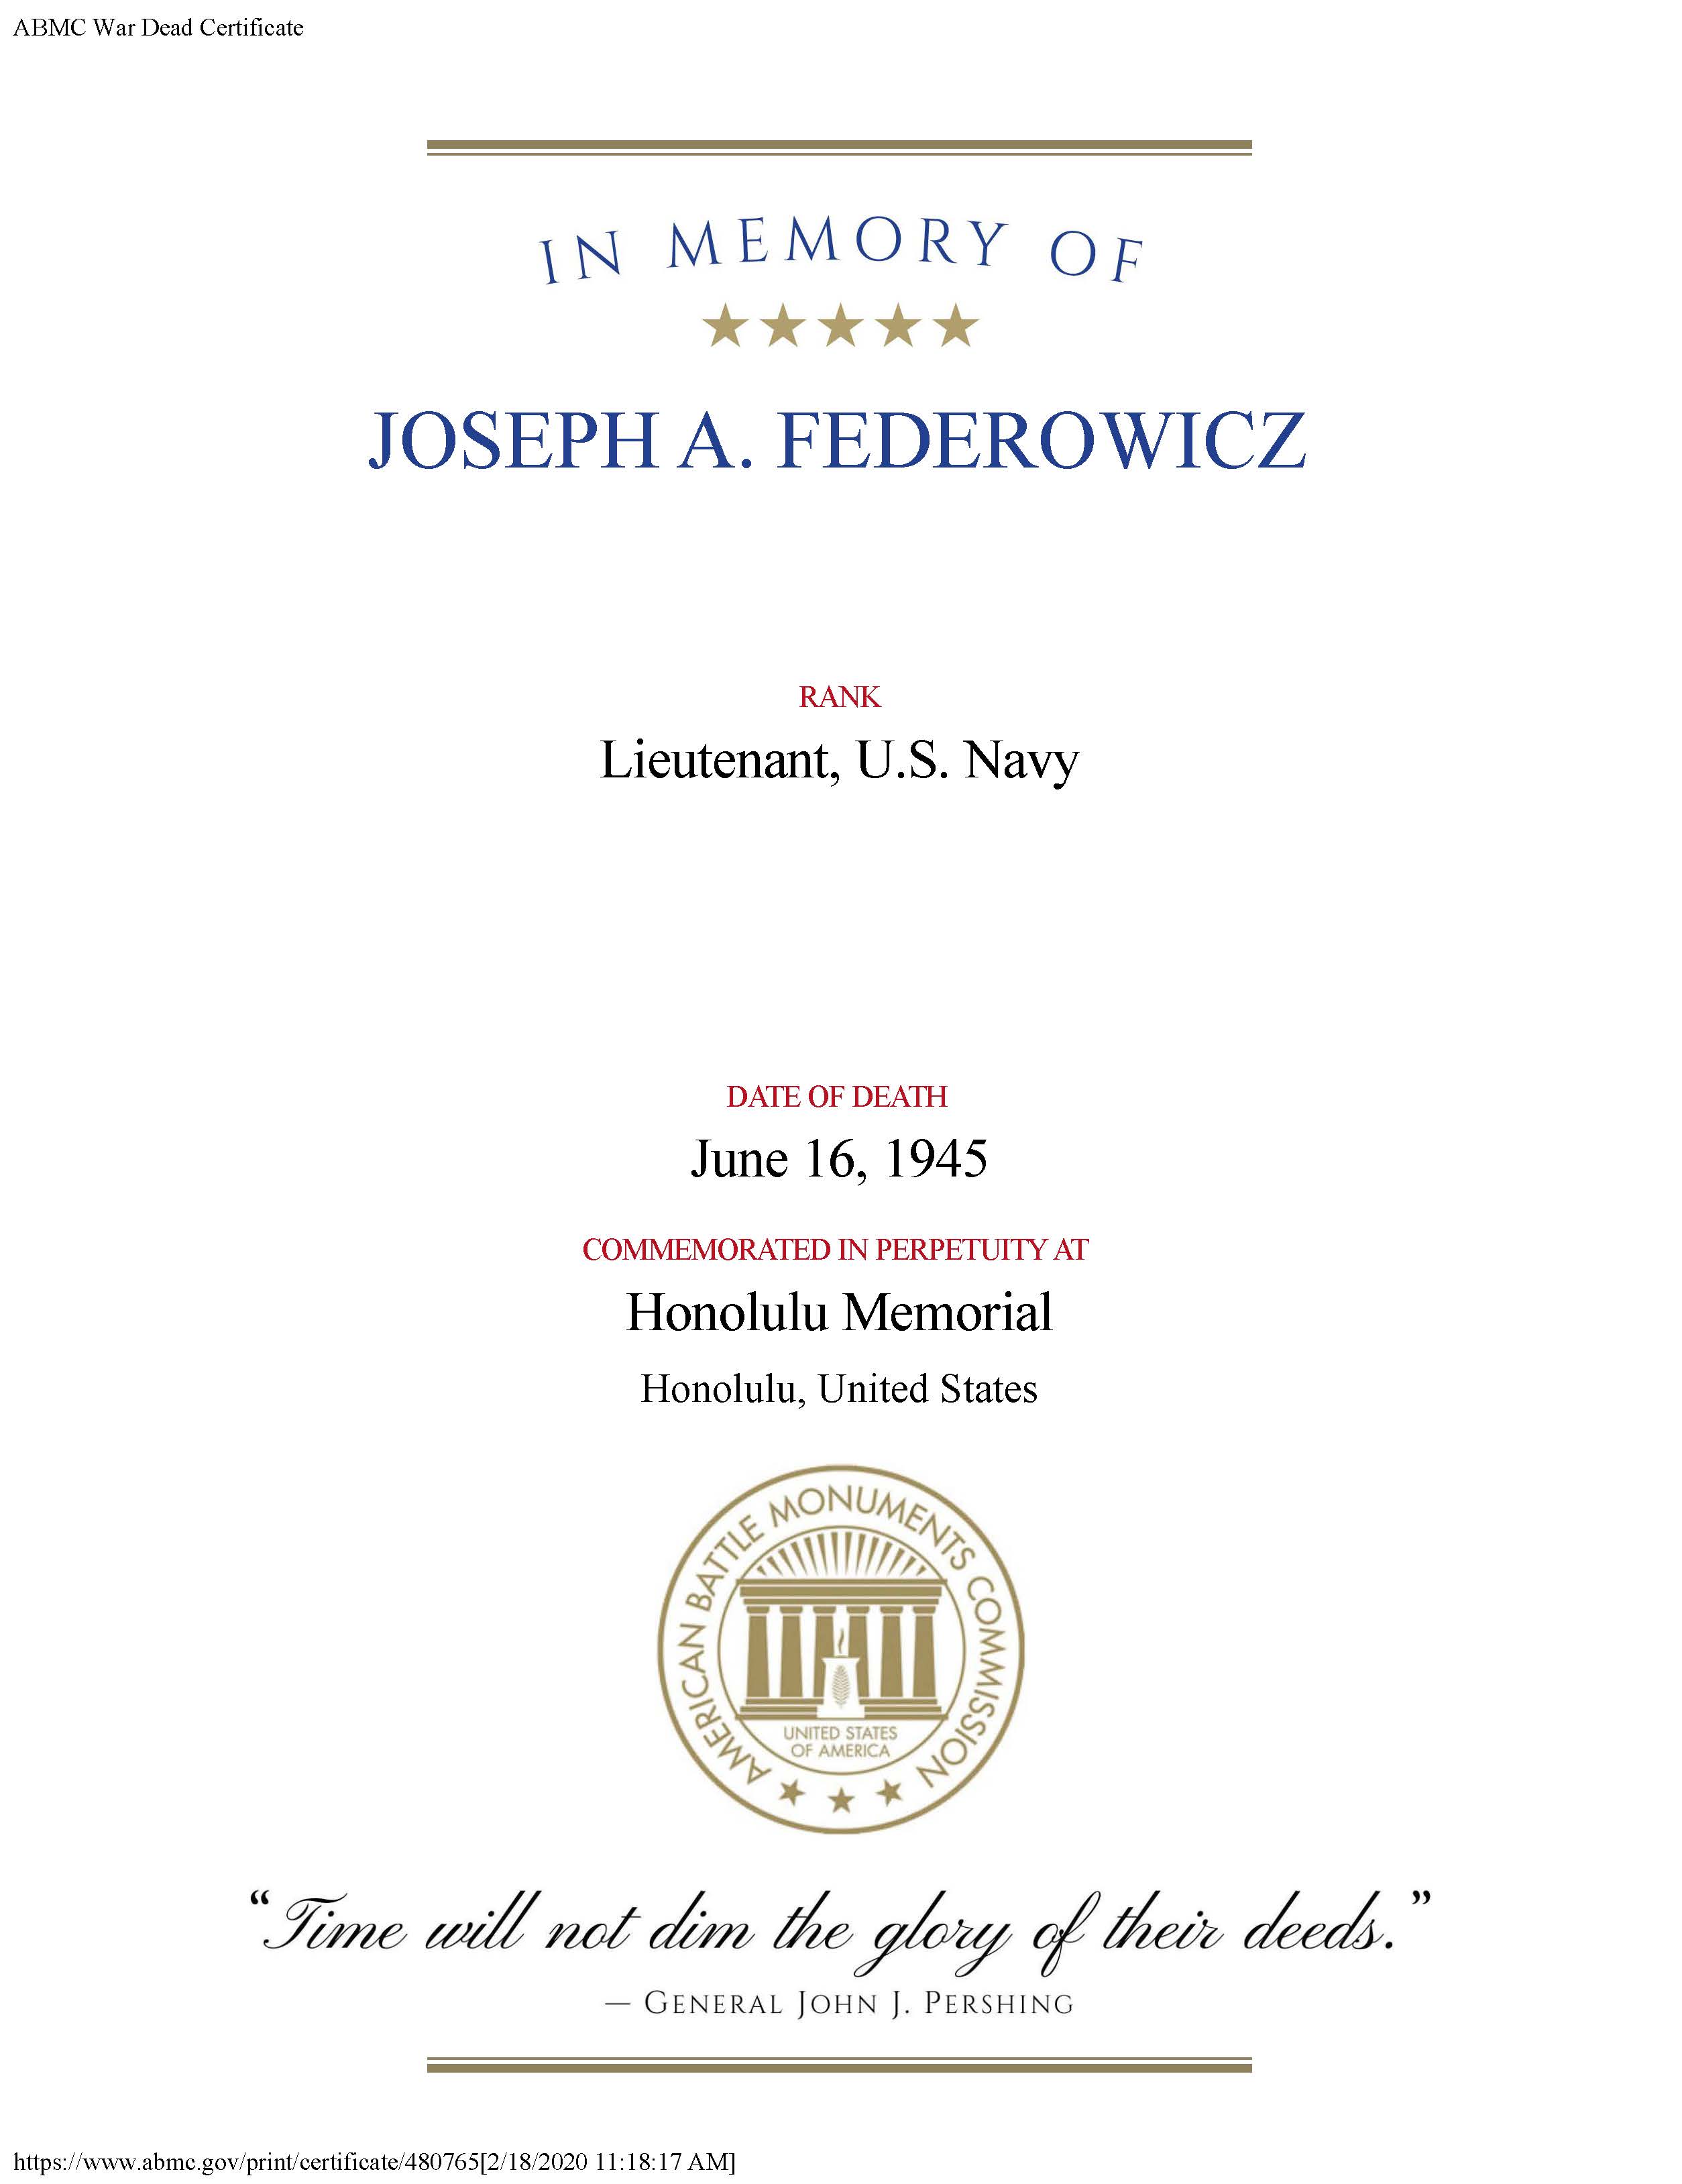 ABMC War Dead Certificate
IN MEMORY OF
JOSEPH A. FEDEROWICZ
RANK
Lieutenant, U.S. Navy
DATE OF DEATH
June 16, 1945
COMMEMORATED IN PERPETUITY AT
Honolulu Memorial
Honolulu, United States
AMERICAN BATTLE MONUMENTS COMMISSION
UNITED STATES
OF AMERICA
“Time will not dim the glory of their deeds.”
— GENERAL JOHN J. PERSHING
https://www.abmc.gov/print/certificate/480765[2/18/2020 11:18:17 AM]